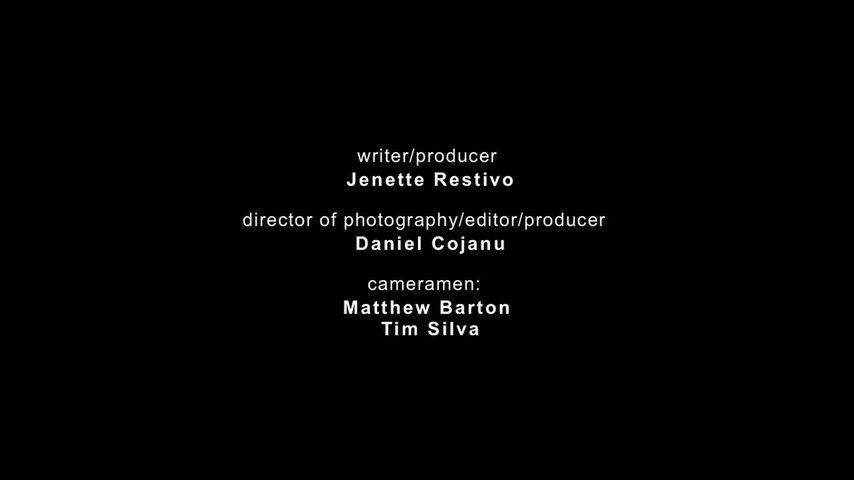 writer/producer
Jenette Restivo
director of photography/editor/producer
Daniel Cojanu
cameramen:
Matthew Barton
Tim Silva